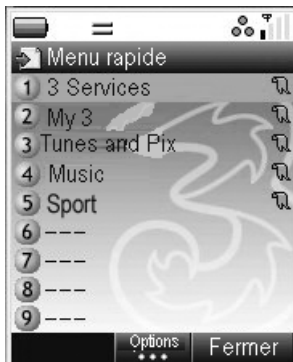 Menu rapide
1 3 Services
2 My 3
3 Tunes and Pix
4 Music
5 Sport
6 ---
7 ---
8 ---
9 ---
Options Fermer